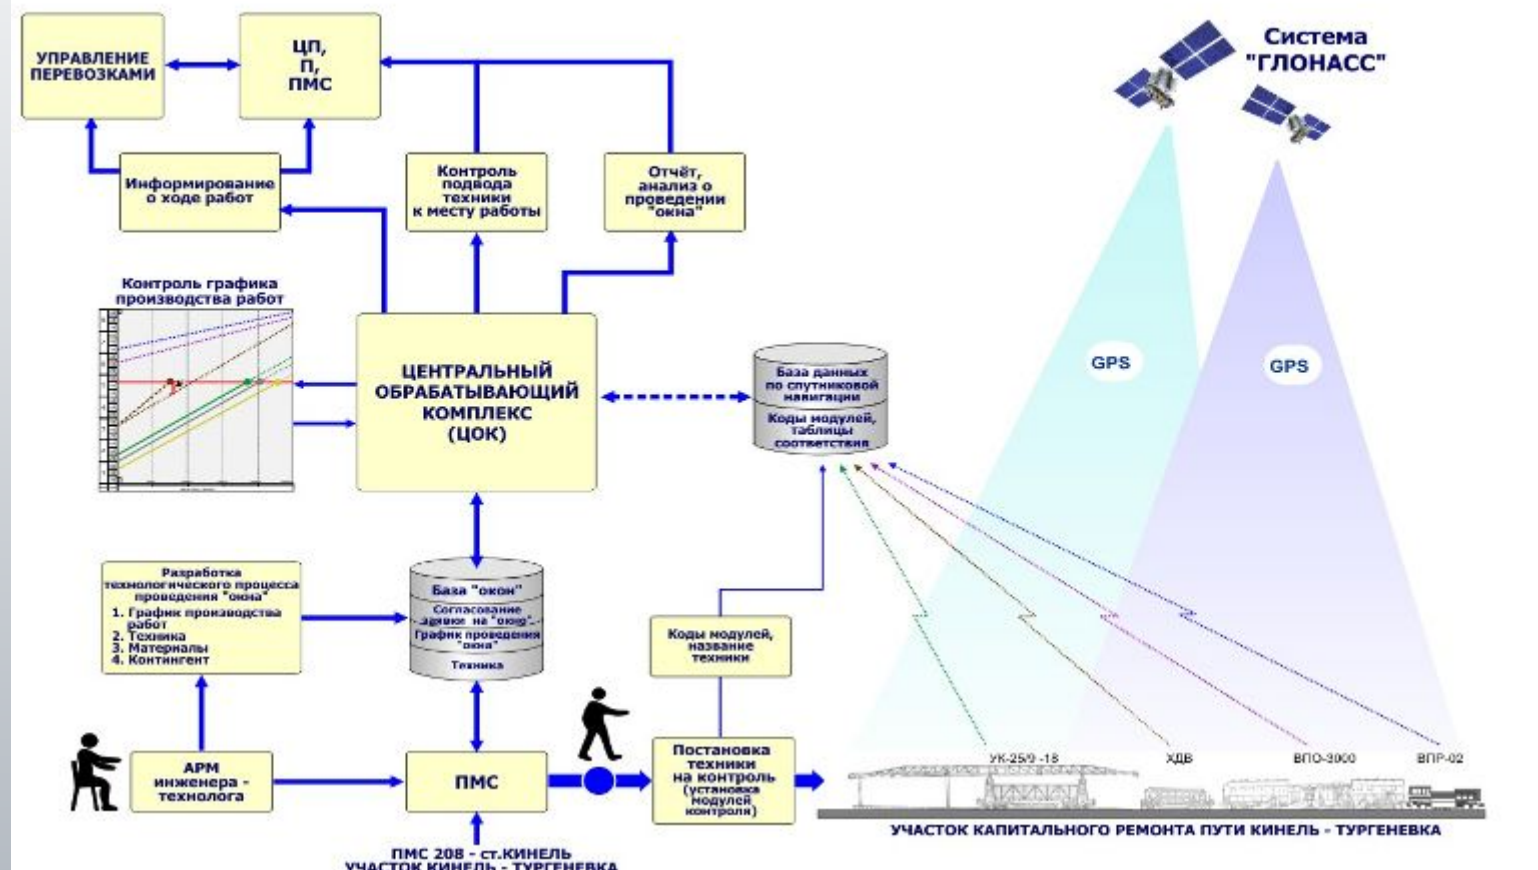 УПРАВЛЕНИЕ
ПЕРЕВОЗКАМИ
ЦП,
П,
ПМС
Система
"ГЛОНАСС"
Информирование
о ходе работ
Контроль
подвода
техники
к месту работы
Отчёт,
анализ о
проведении
"окна"
Контроль графика
производства работ
ЦЕНТРАЛЬНЫЙ
ОБРАБАТЫВАЮЩИЙ
КОМПЛЕКС
(ЦОК)
База данных
по спутниковой
навигации
Коды модулей,
таблицы
соответствия
GPS
GPS
Разработка
технологического процесса
проведения "окна"
1. График производства
работ
2. Техника
3. Материалы
4. Контингент
База "окон"
Согласование
заявки на "окно"
График проведения
"окна"
Техника
Коды модулей,
название
техники
АРМ
инженера -
технолога
ПМС
Постановка
техники
на контроль
(установка
модулей
контроля)
УК-25/9 -18
ХДВ
ВПО-3000
ВПР-02
УЧАСТОК КАПИТАЛЬНОГО РЕМОНТА ПУТИ КИНЕЛЬ - ТУРГЕНЕВКА
ПМС 208 - ст.КИНЕЛЬ
УЧАСТОК КИНЕЛЬ - ТУРГЕНЕВКА